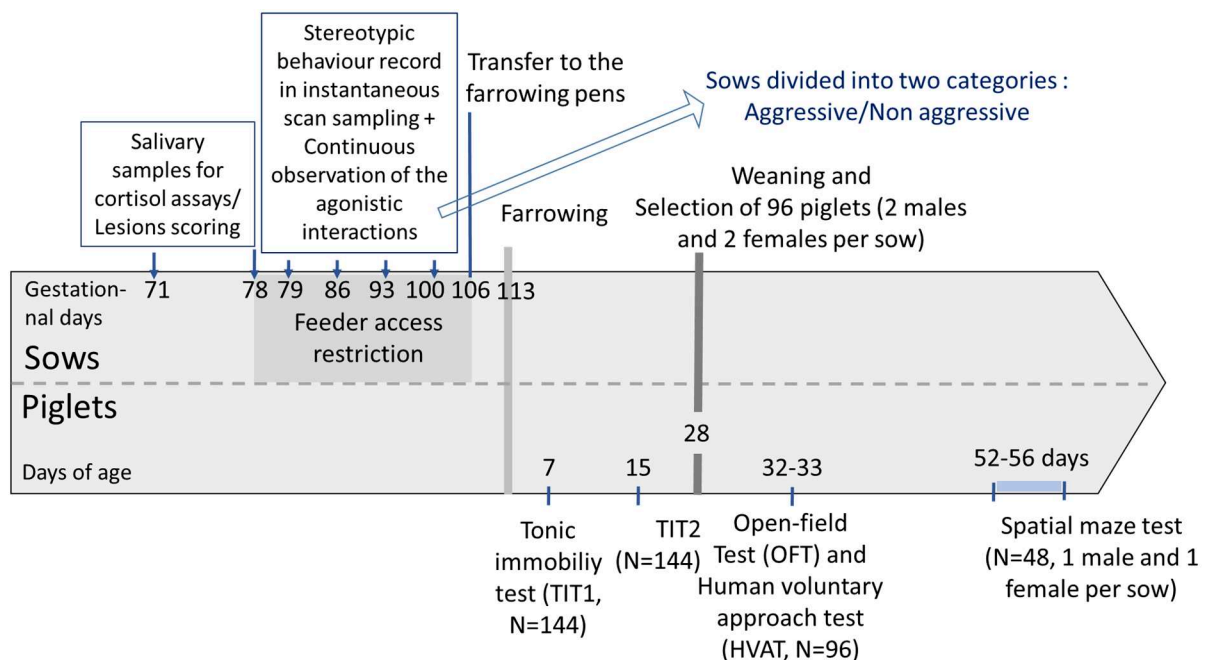 Stereotypic
behaviour record
in instantaneous
scan sampling +
Continuous
observation of the
agonistic
interactions
Salivary
samples for
cortisol assays/
Lesions scoring
Transfer to the
farrowing pens
Sows divided into two categories :
Aggressive/Non aggressive
Farrowing
Weaning and
Selection of 96 piglets (2 males
and 2 females per sow)
Gestation-
nal days
71
78
79
86
93
100
106
113
Feeder access
restriction
Sows
Piglets
Days of age
7
15
28
32-33
52-56 days
Tonic
immobiliy
test (TIT1,
N=144)
TIT2
(N=144)
Open-field
Test (OFT) and
Human voluntary
approach test
(HVAT, N=96)
Spatial maze test
(N=48, 1 male and 1
female per sow)